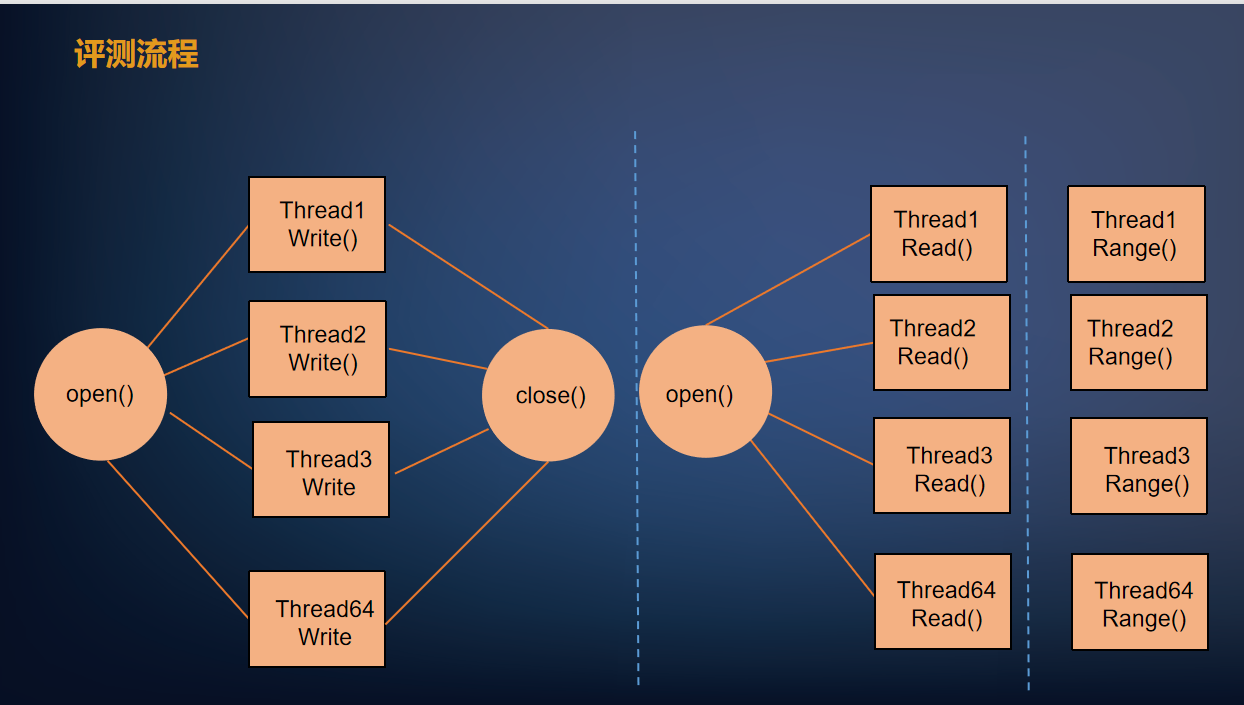 评测流程
open()
Thread1
Write()
Thread2
Write()
Thread3
Write
Thread64
Write
close()
open()
Thread1
Read()
Thread2
Read()
Thread3
Read()
Thread64
Read()
Thread1
Range()
Thread2
Range()
Thread3
Range()
Thread64
Range()